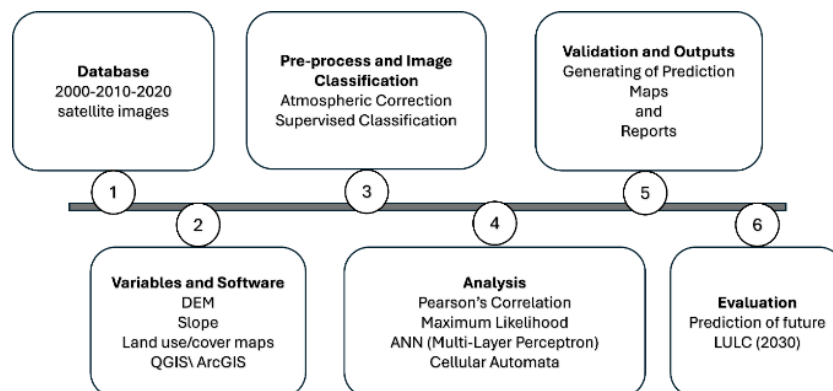 Database
2000-2010-2020
satellite images
1
Variables and Software
DEM
Slope
Land use/cover maps
QGIS\ ArcGIS
2
Pre-process and Image
Classification
Atmospheric Correction
Supervised Classification
3
Analysis
Pearson's Correlation
Maximum Likelihood
ANN (Multi-Layer Perceptron)
Cellular Automata
4
Validation and Outputs
Generating of Prediction
Maps
and
Reports
5
Evaluation
Prediction of future
LULC (2030)
6